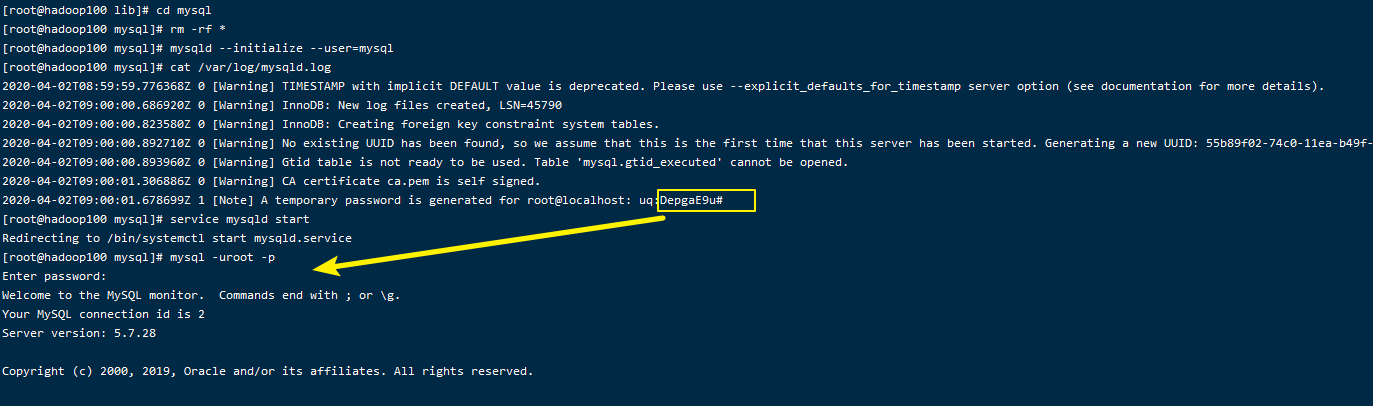 [root@hadoop100 lib]# cd mysql
[root@hadoop100 mysql]# rm -rf *
[root@hadoop100 mysql]# mysqld --initialize --user=mysql
[root@hadoop100 mysql]# cat /var/log/mysqld.log
2020-04-02T08:59:59.776368Z 0 [Warning] TIMESTAMP with implicit DEFAULT value is deprecated. Please use --explicit_defaults_for_timestamp server option (see documentation for more details).
2020-04-02T09:00:00.686920Z 0 [Warning] InnoDB: New log files created, LSN=45790
2020-04-02T09:00:00.823580Z 0 [Warning] InnoDB: Creating foreign key constraint system tables.
2020-04-02T09:00:00.892710Z 0 [Warning] No existing UUID has been found, so we assume that this is the first time that this server has been started. Generating a new UUID: 55b89f02-74c0-11ea-b49f-
2020-04-02T09:00:00.893960Z 0 [Warning] Gtid table is not ready to be used. Table 'mysql.gtid_executed' cannot be opened.
2020-04-02T09:00:01.306886Z 0 [Warning] CA certificate ca.pem is self signed.
2020-04-02T09:00:01.678699Z 1 [Note] A temporary password is generated for root@localhost: uq:DepgaE9u#
[root@hadoop100 mysql]# service mysqld start
Redirecting to /bin/systemctl start mysqld.service
[root@hadoop100 mysql]# mysql -uroot -p
Enter password:
Welcome to the MySQL monitor.  Commands end with ; or \g.
Your MySQL connection id is 2
Server version: 5.7.28
Copyright (c) 2000, 2019, Oracle and/or its affiliates. All rights reserved.